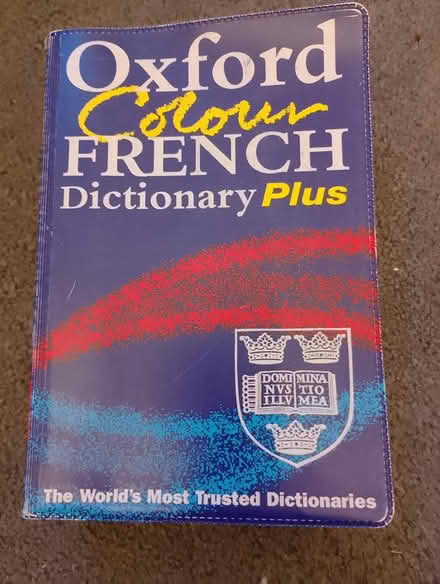 Oxford
Colour
FRENCH
Dictionary Plus
DOMI MINA
NVS TIO
ILLV MEA
The World's Most Trusted Dictionaries